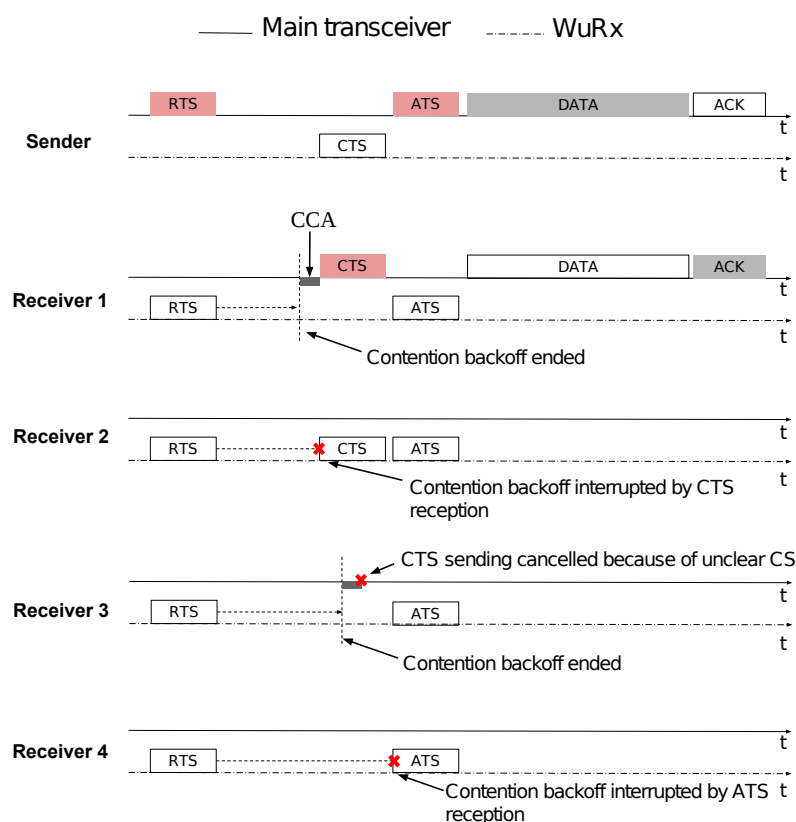 Main transceiver WuRx
RTS ATS DATA ACK
t
Sender
CTS
t
CCA
CTS DATA ACK
t
Receiver 1
RTS ATS
t
Contention backoff ended
t
Receiver 2
RTS CTS ATS
t
Contention backoff interrupted by CTS
reception
CTS sending cancelled because of unclear CS
t
Receiver 3
RTS ATS
t
Contention backoff ended
t
Receiver 4
RTS ATS
t
Contention backoff interrupted by ATS
reception